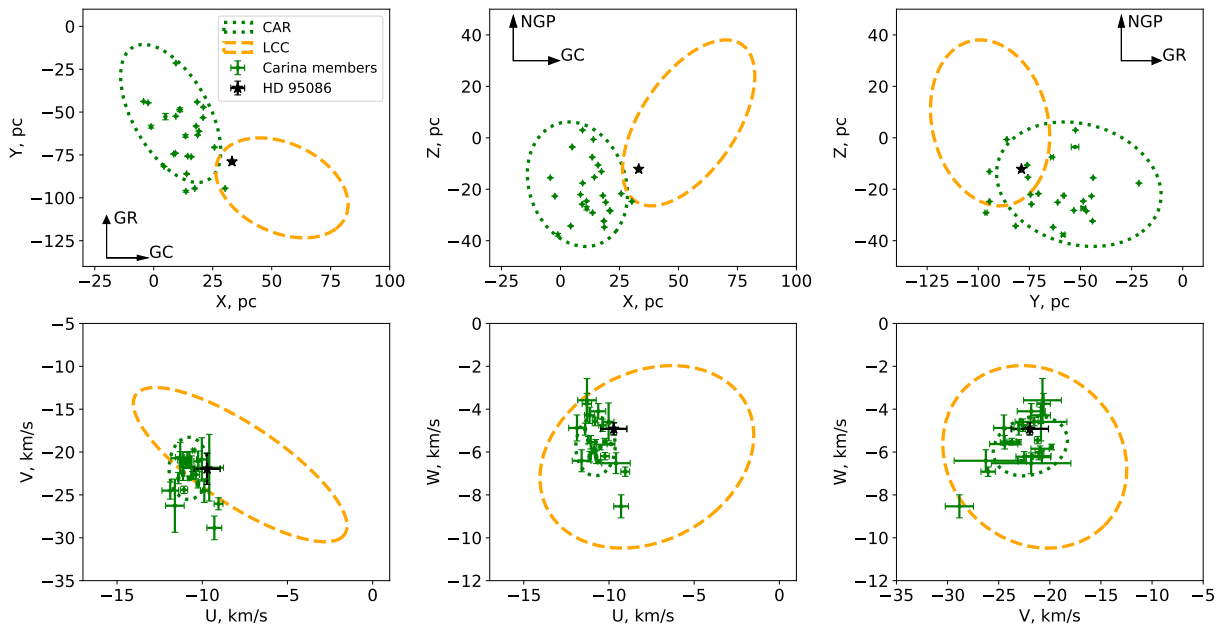 0
−25
−50
−75
−100
−125
−25 0 25 50 75 100
Y, pc
X, pc
GR
GC
CAR
LCC
Carina members
HD 95086
40
20
0
−20
−40
−25 0 25 50 75 100
Z, pc
X, pc
NGP
GC
40
20
0
−20
−40
−125 −100 −75 −50 −25 0
Z, pc
Y, pc
NGP
GR
−5
−10
−15
−20
−25
−30
−35
−15 −10 −5 0
V, km/s
U, km/s
0
−2
−4
−6
−8
−10
−12
−15 −10 −5 0
W, km/s
U, km/s
0
−2
−4
−6
−8
−10
−12
−35 −30 −25 −20 −15 −10 −5
W, km/s
V, km/s